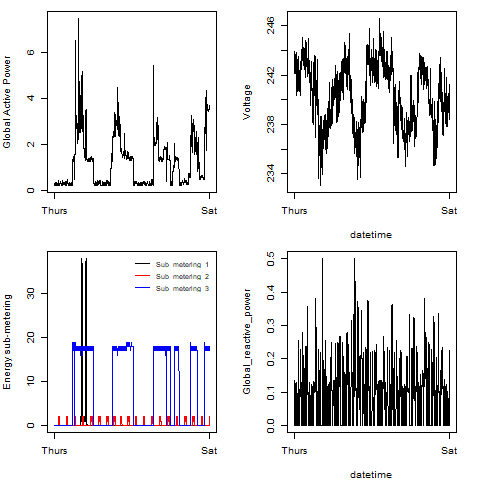 Global Active Power
0 2 4 6
Thurs Sat
Voltage
234 238 242 246
Thurs Sat
datetime
Energy sub-metering
0 10 20 30
Sub_metering_1
Sub_metering_2
Sub_metering_3
Thurs Sat
Global_reactive_power
0.0 0.1 0.2 0.3 0.4 0.5
Thurs Sat
datetime